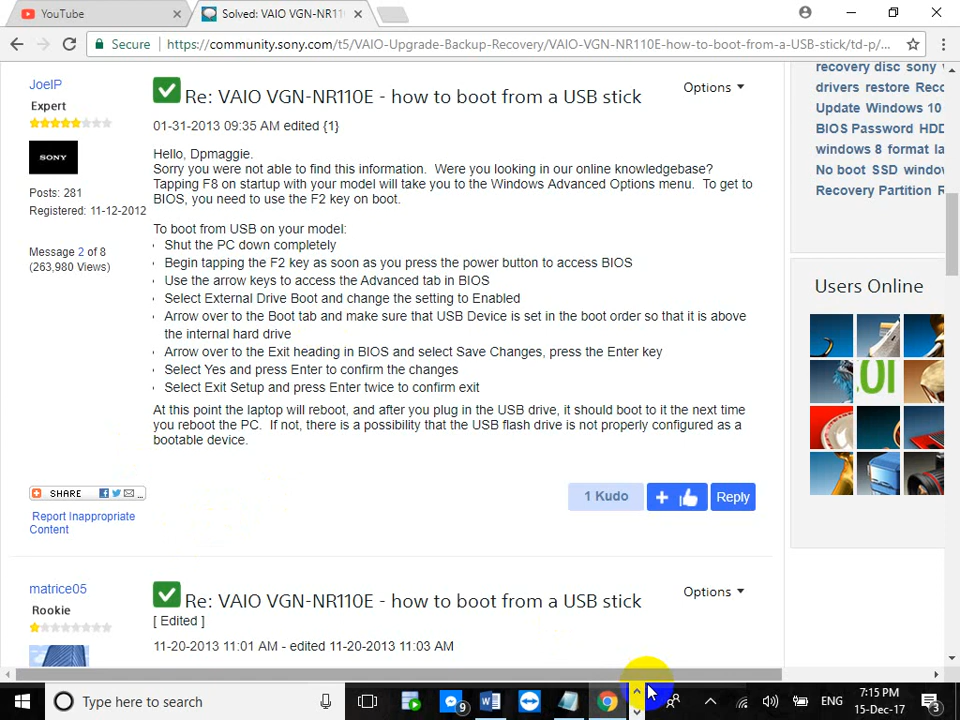 YouTube
Solved: VAIO VGN-NR11
Secure
https://community.sony.com/t5/VAIO-Upgrade-Backup-Recovery/VAIO-VGN-NR110E-how-to-boot-from-a-USB-stick/td-p/...
JoelP
Expert
SONY
Posts: 281
Registered: 11-12-2012
Message 2 of 8
(263,980 Views)
Re: VAIO VGN-NR110E - how to boot from a USB stick
Options
01-31-2013 09:35 AM edited {1}
Hello, Dpmaggie.
Sorry you were not able to find this information. Were you looking in our online knowledgebase?
Tapping F8 on startup with your model will take you to the Windows Advanced Options menu. To get to
BIOS, you need to use the F2 key on boot.
To boot from USB on your model:
Shut the PC down completely
Begin tapping the F2 key as soon as you press the power button to access BIOS
Use the arrow keys to access the Advanced tab in BIOS
Select External Drive Boot and change the setting to Enabled
Arrow over to the Boot tab and make sure that USB Device is set in the boot order so that it is above
the internal hard drive
Arrow over to the Exit heading in BIOS and select Save Changes, press the Enter key
Select Yes and press Enter to confirm the changes
Select Exit Setup and press Enter twice to confirm exit
At this point the laptop will reboot, and after you plug in the USB drive, it should boot to it the next time
you reboot the PC. If not, there is a possibility that the USB flash drive is not properly configured as a
bootable device.
SHARE ...
Report Inappropriate
Content
1 Kudo
Reply
matrice05
Rookie
Re: VAIO VGN-NR110E - how to boot from a USB stick
Options
[ Edited ]
11-20-2013 11:01 AM - edited 11-20-2013 11:03 AM
recovery disc sony
drivers restore
Update Windows 10
BIOS Password HDD
windows 8 format
No boot SSD
Recovery Partition
Users Online
Type here to search
9
ENG
7:15 PM
15-Dec-17
3